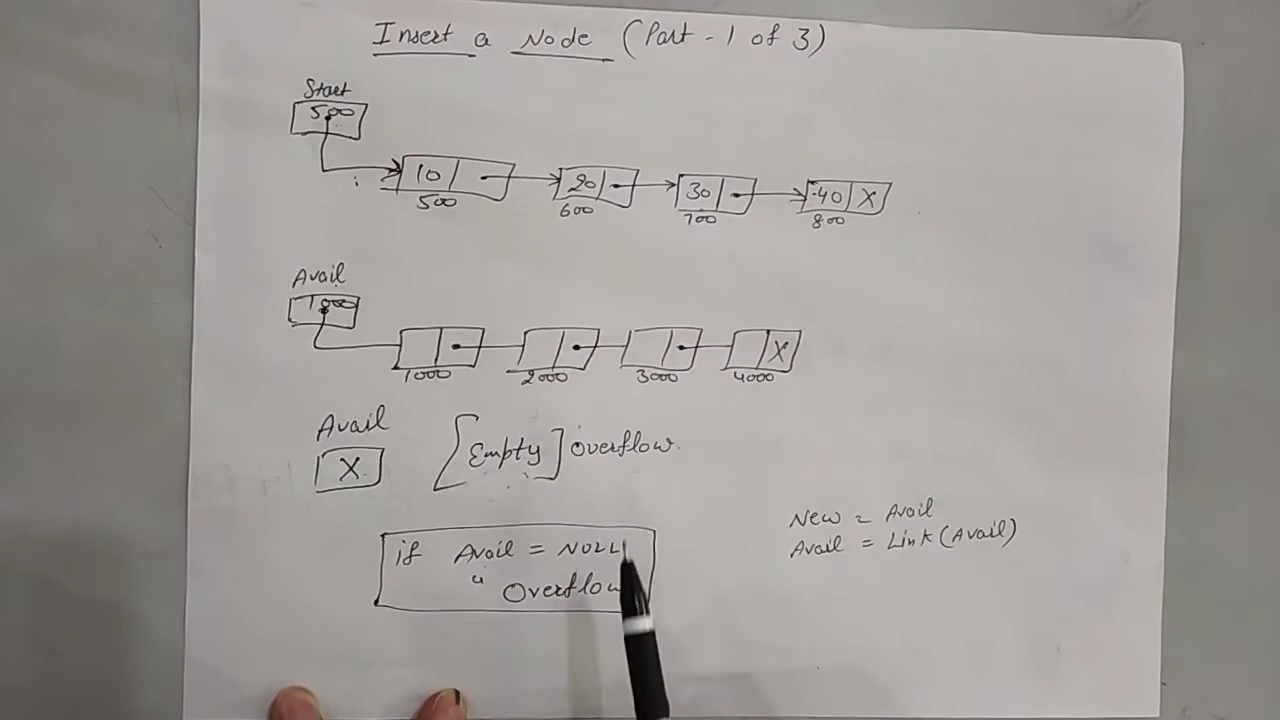 Insert a Node (Part - 1 of 3)
Start
500
10 20 30 40 X
500 600 700 800
Avail
1000
X
1000 2000 3000 4000
Avail
X [Empty] overflow.
New = Avail
Avail = Link (Avail)
if Avail = NULL
" Overflow